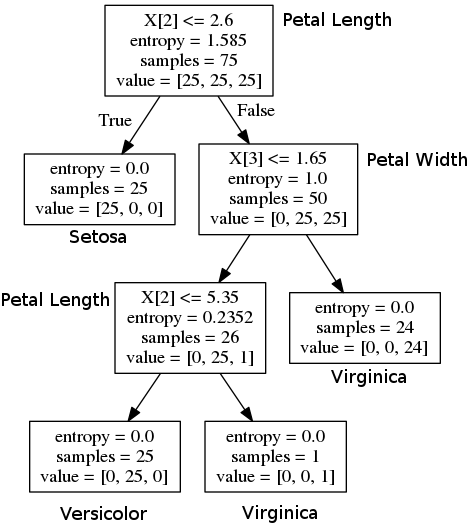 X[2] <= 2.6
entropy = 1.585
samples = 75
value = [25, 25, 25]
Petal Length
True
False
entropy = 0.0
samples = 25
value = [25, 0, 0]
Setosa
X[3] <= 1.65
entropy = 1.0
samples = 50
value = [0, 25, 25]
Petal Width
Petal Length
X[2] <= 5.35
entropy = 0.2352
samples = 26
value = [0, 25, 1]
entropy = 0.0
samples = 24
value = [0, 0, 24]
Virginica
entropy = 0.0
samples = 25
value = [0, 25, 0]
Versicolor
entropy = 0.0
samples = 1
value = [0, 0, 1]
Virginica